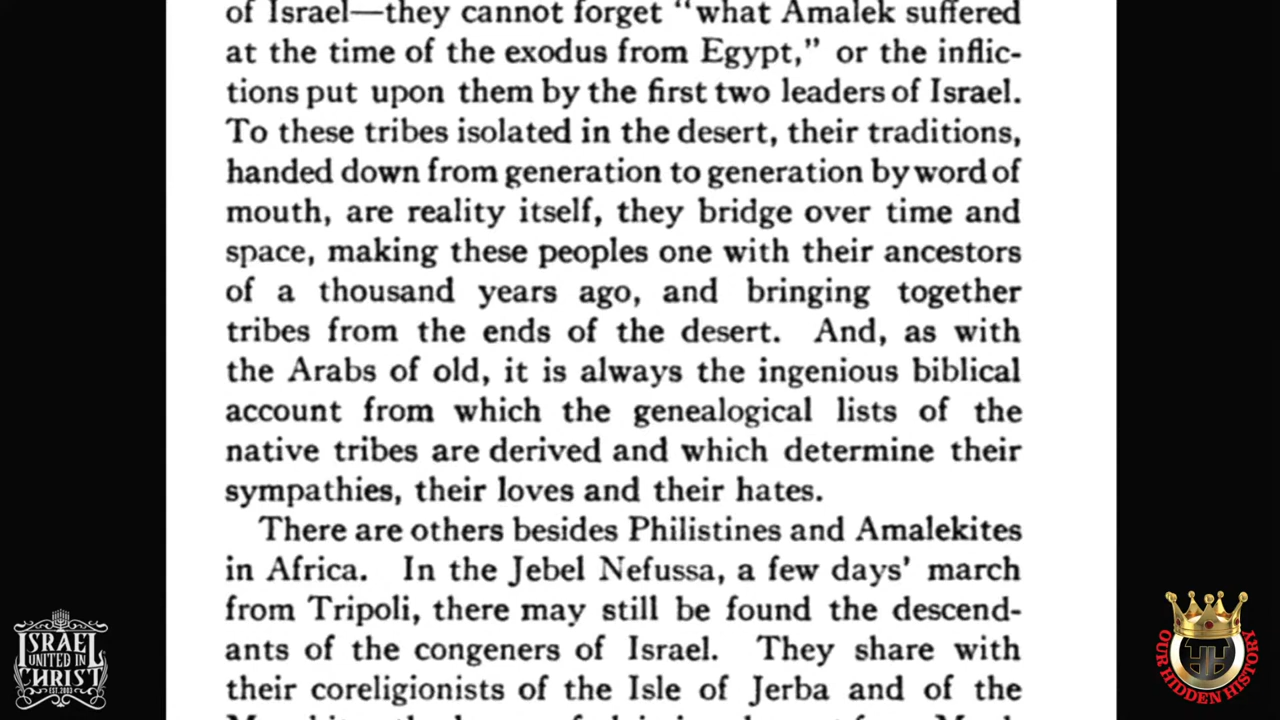 of Israel—they cannot forget "what Amalek suffered
at the time of the exodus from Egypt," or the inflic-
tions put upon them by the first two leaders of Israel.
To these tribes isolated in the desert, their traditions,
handed down from generation to generation by word of
mouth, are reality itself, they bridge over time and
space, making these peoples one with their ancestors
of a thousand years ago, and bringing together
tribes from the ends of the desert. And, as with
the Arabs of old, it is always the ingenious biblical
account from which the genealogical lists of the
native tribes are derived and which determine their
sympathies, their loves and their hates.
There are others besides Philistines and Amalekites
in Africa. In the Jebel Nefussa, a few days' march
from Tripoli, there may still be found the descend-
ants of the congeners of Israel. They share with
their coreligionists of the Isle of Jerba and of the
ISRAEL
UNITED IN
CHRIST
EST. 2003
OUR HIDDEN HISTORY